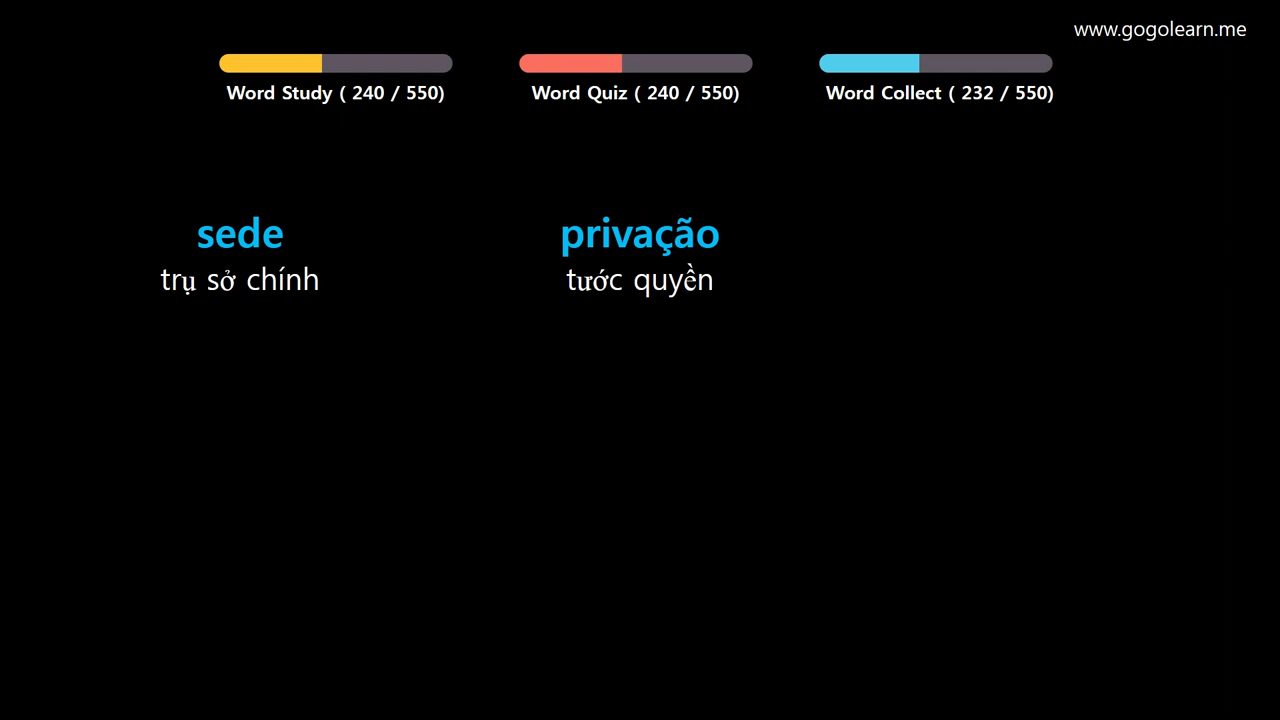 www.gogolearn.me
Word Study ( 240 / 550)
Word Quiz ( 240 / 550)
Word Collect ( 232 / 550)
sede
trụ sở chính
privação
tước quyền